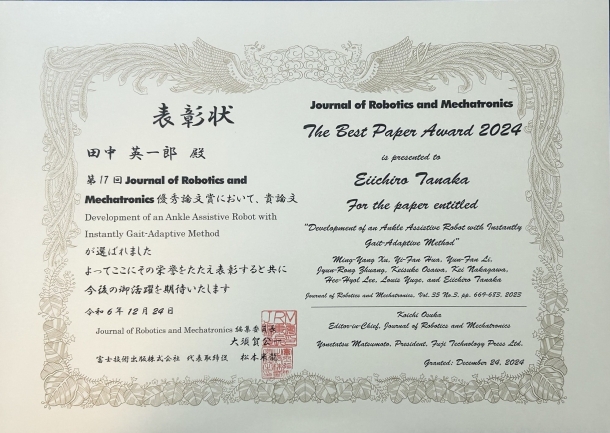 表彰状
田中 英一郎 殿
第17回 Journal of Robotics and
Mechatronics 優秀論文賞において、貴論文
Development of an Ankle Assistive Robot with
Instantly Gait-Adaptive Method
が選ばれました
よってここにその栄誉をたたえ表彰すると共に
今後の御活躍を期待いたします
令和6年12月24日
Journal of Robotics and Mechatronics 編集委員長
大須賀公一
富士技術出版株式会社 代表取締役 松本
JRM
Journal of Robotics and Mechatronics
The Best Paper Award 2024
is presented to
Eiichiro Tanaka
For the paper entitled
"Development of an Ankle Assistive Robot with Instantly
Gait-Adaptive Method"
Ming-Yang Xu, Yi-Fan Hua, Yun-Fan Li,
Jyun-Rong Zhuang, Keisuke Osawa, Kei Nakagawa,
Hee-Hyol Lee, Louis Yuge, and Eiichiro Tanaka
Journal of Robotics and Mechatronics, Vol. 35 No.3, pp. 669-683, 2023
Koichi Osuka
Editor-in-Chief, Journal of Robotics and Mechatronics
Matsumoto, President, Fuji Technology Press Ltd.
Granted: December 24, 2024